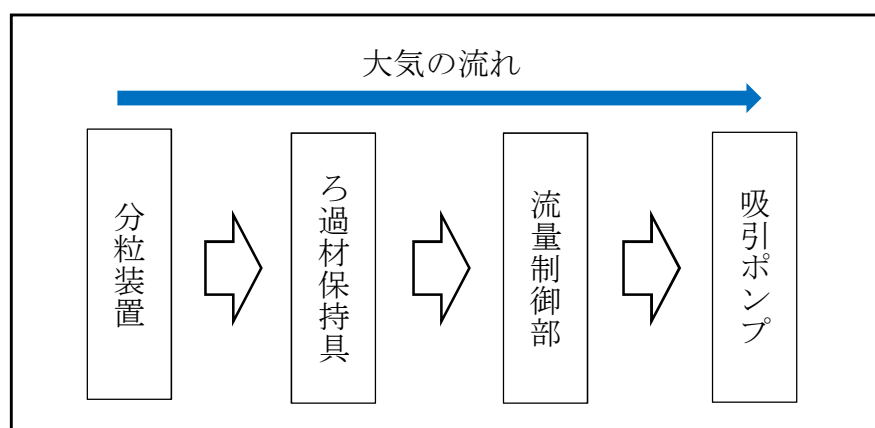 大気の流れ
分粒装置
ろ過材保持具
流量制御部
吸引ポンプ